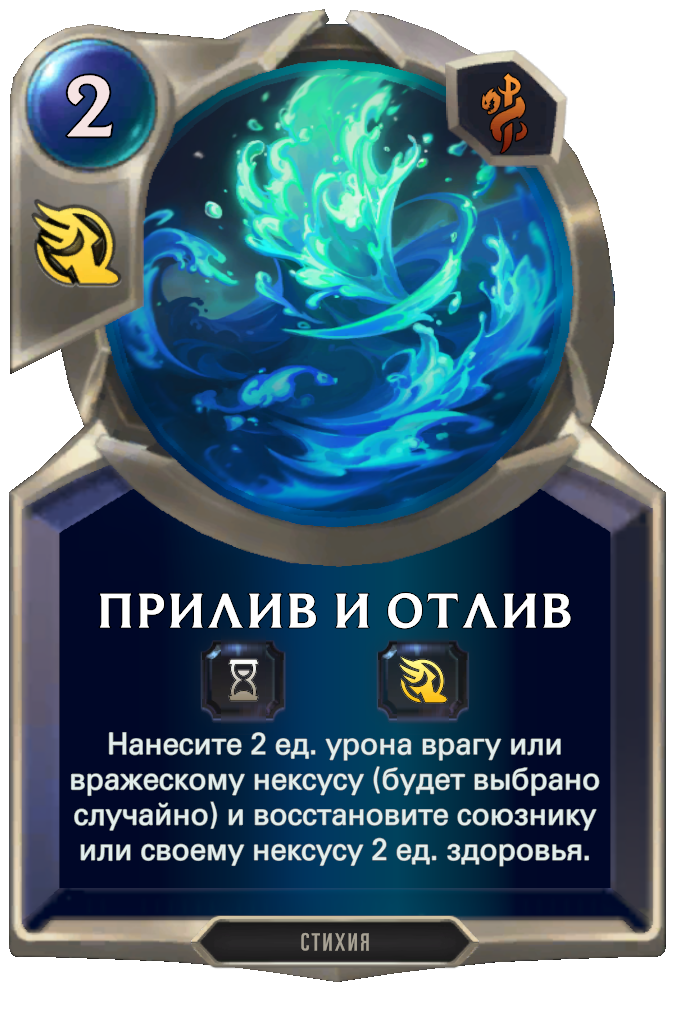 2
ПРИЛИВ И ОТЛИВ
Нанесите 2 ед. урона врагу или
вражескому нексусу (будет выбрано
случайно) и восстановите союзнику
или своему нексусу 2 ед. здоровья.
СТИХИЯ